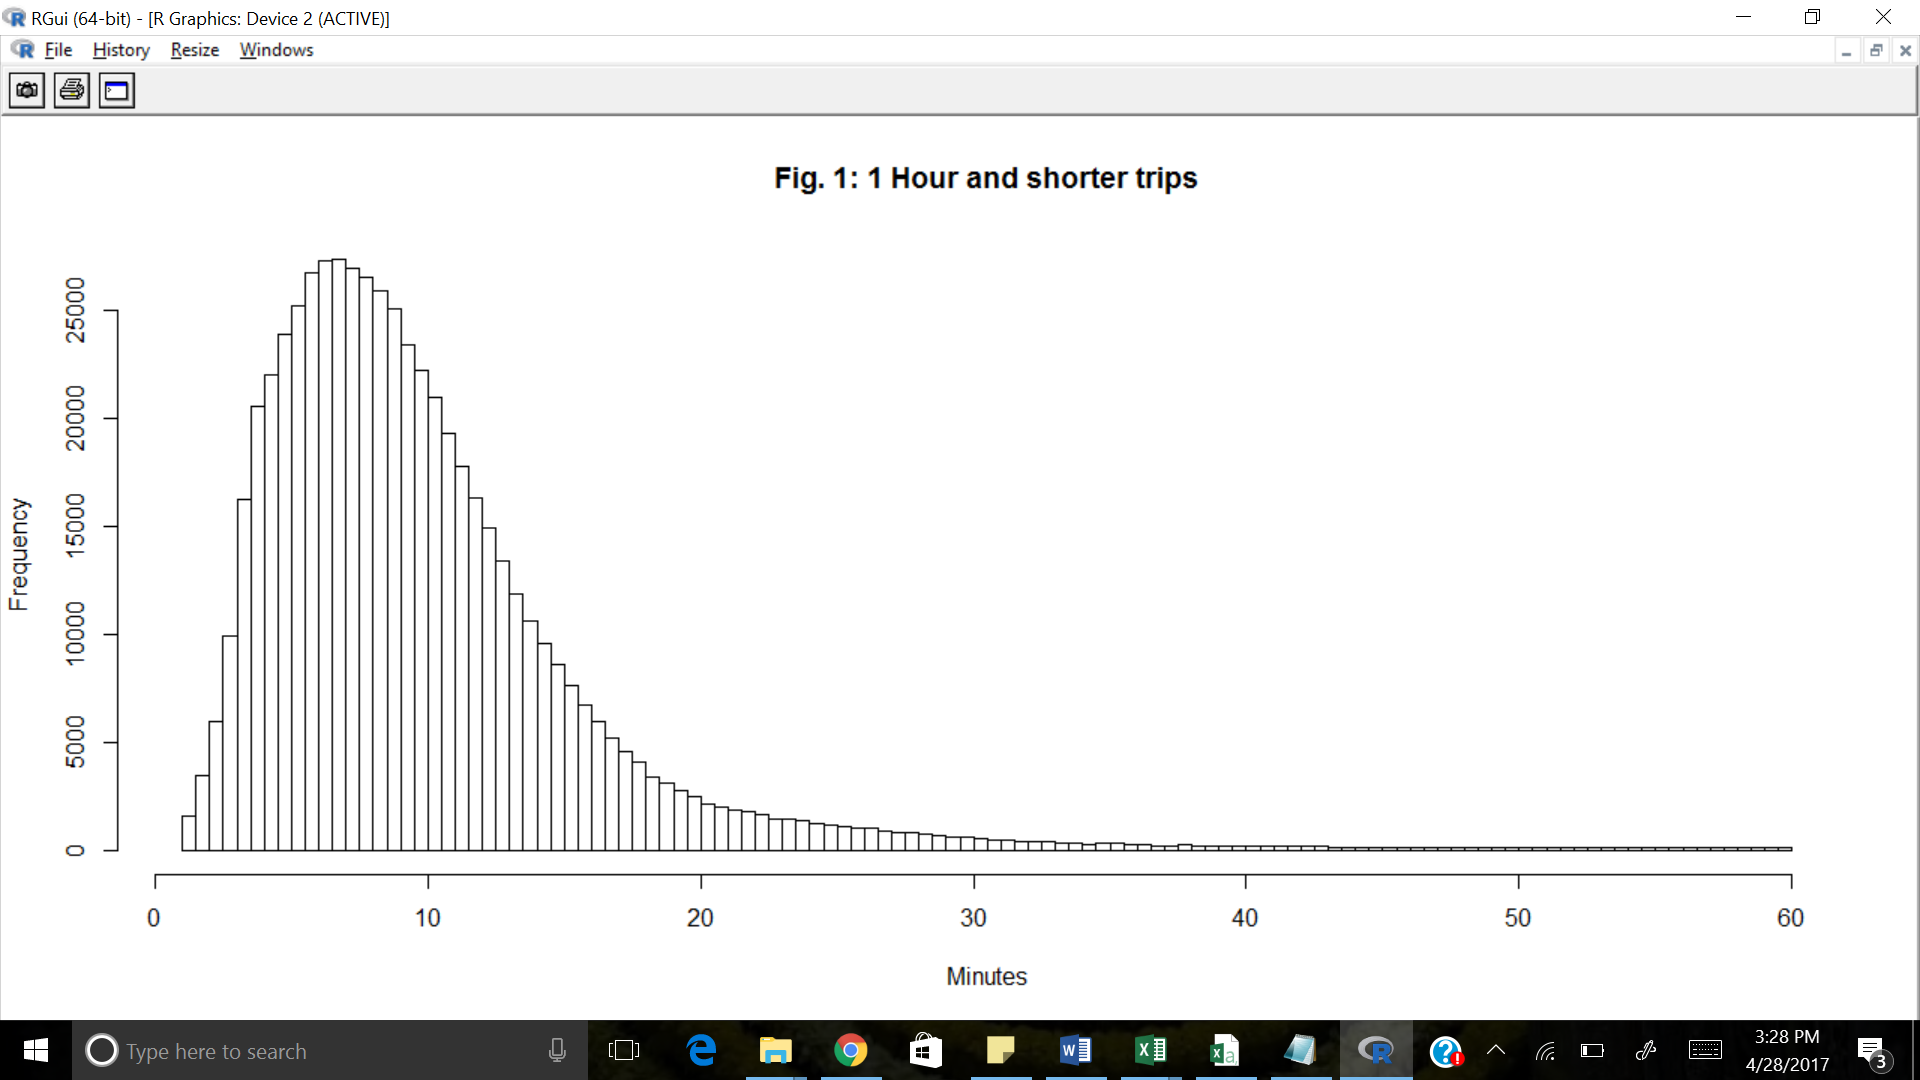 RGui (64-bit) - [R Graphics: Device 2 (ACTIVE)]
File History Resize Windows
Fig. 1: 1 Hour and shorter trips
Frequency
25000
20000
15000
10000
5000
0
0 10 20 30 40 50 60
Minutes
Type here to search
3:28 PM
4/28/2017
3